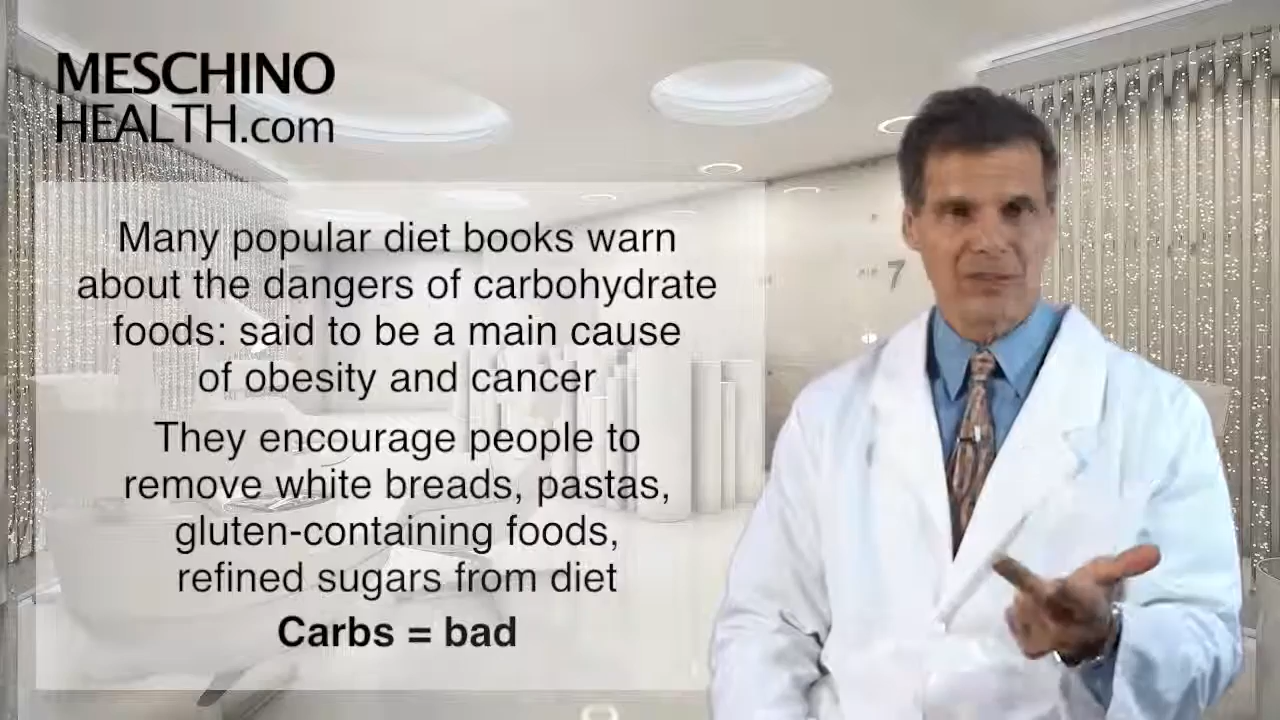 MESCHINO
HEALTH.com
Many popular diet books warn
about the dangers of carbohydrate
foods: said to be a main cause
of obesity and cancer
They encourage people to
remove white breads, pastas,
gluten-containing foods,
refined sugars from diet
Carbs = bad
7